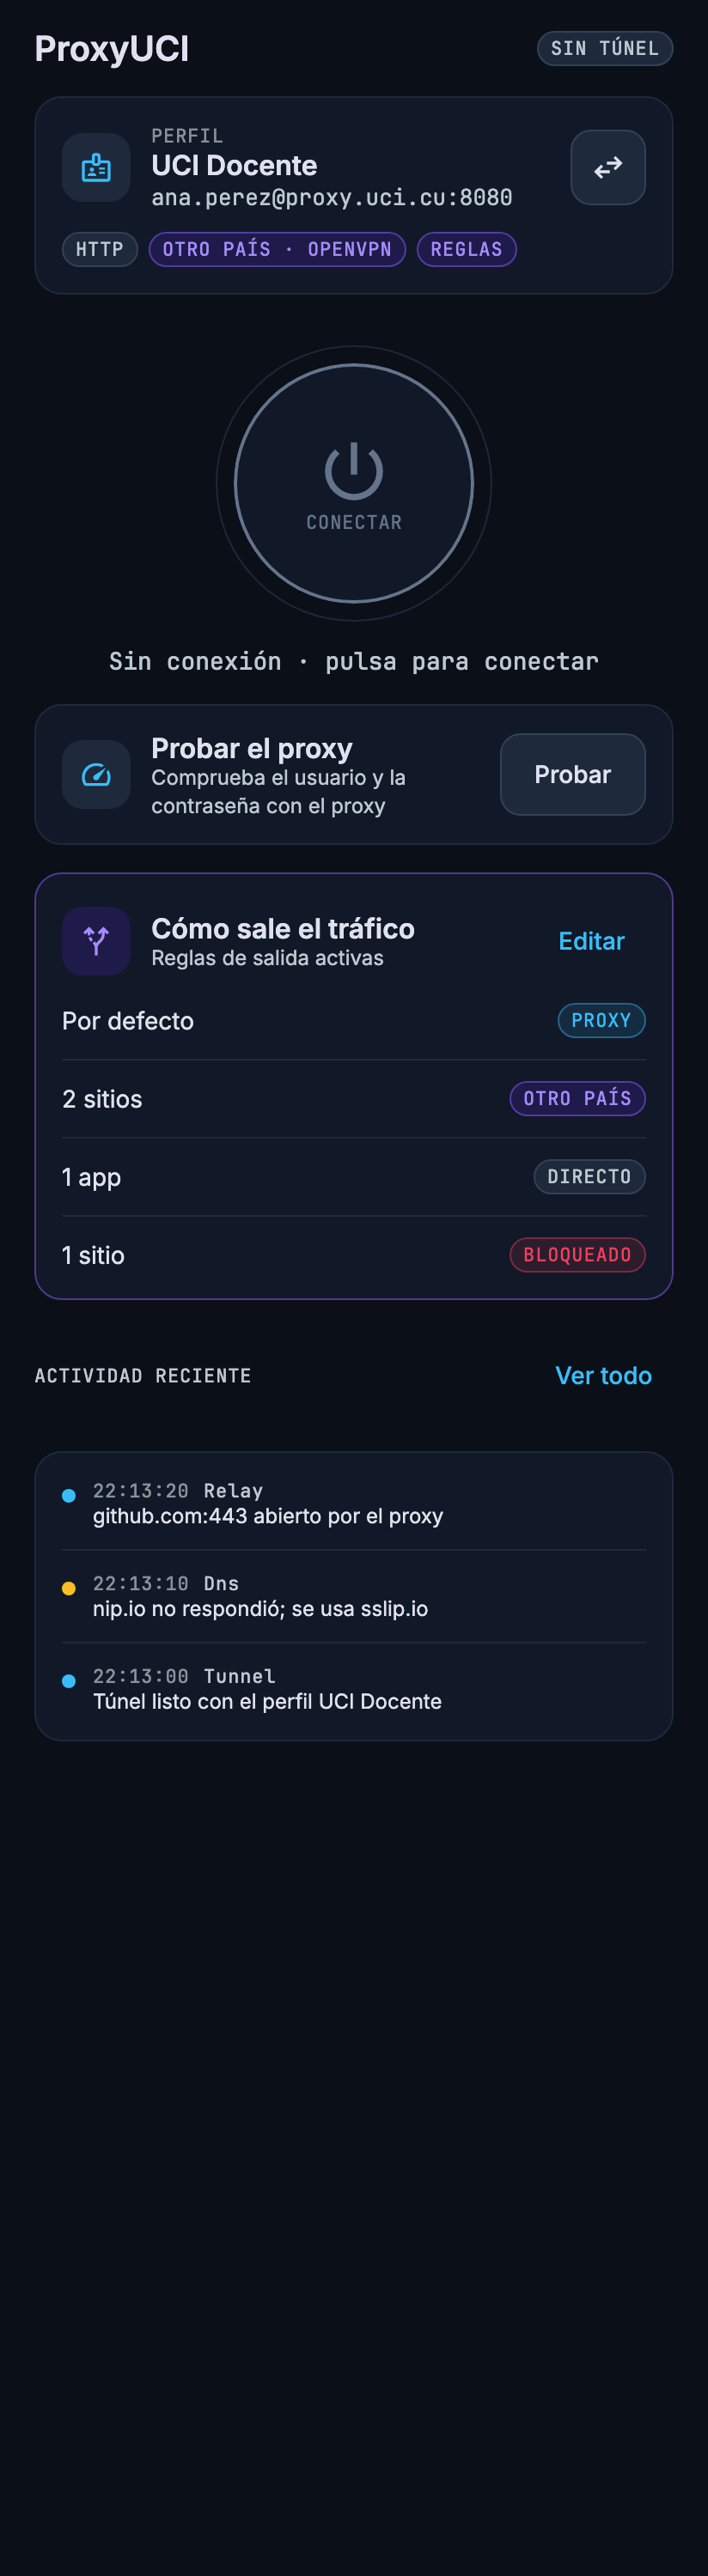 ProxyUCI
SIN TÚNEL
PERFIL
UCI Docente
ana.perez@proxy.uci.cu:8080
HTTP
OTRO PAÍS · OPENVPN
REGLAS
CONECTAR
Sin conexión · pulsa para conectar
Probar el proxy
Comprueba el usuario y la
contraseña con el proxy
Probar
Cómo sale el tráfico
Reglas de salida activas
Editar
Por defecto
PROXY
2 sitios
OTRO PAÍS
1 app
DIRECTO
1 sitio
BLOQUEADO
ACTIVIDAD RECIENTE
Ver todo
22:13:20 Relay
github.com:443 abierto por el proxy
22:13:10 Dns
nip.io no respondió; se usa sslip.io
22:13:00 Tunnel
Túnel listo con el perfil UCI Docente